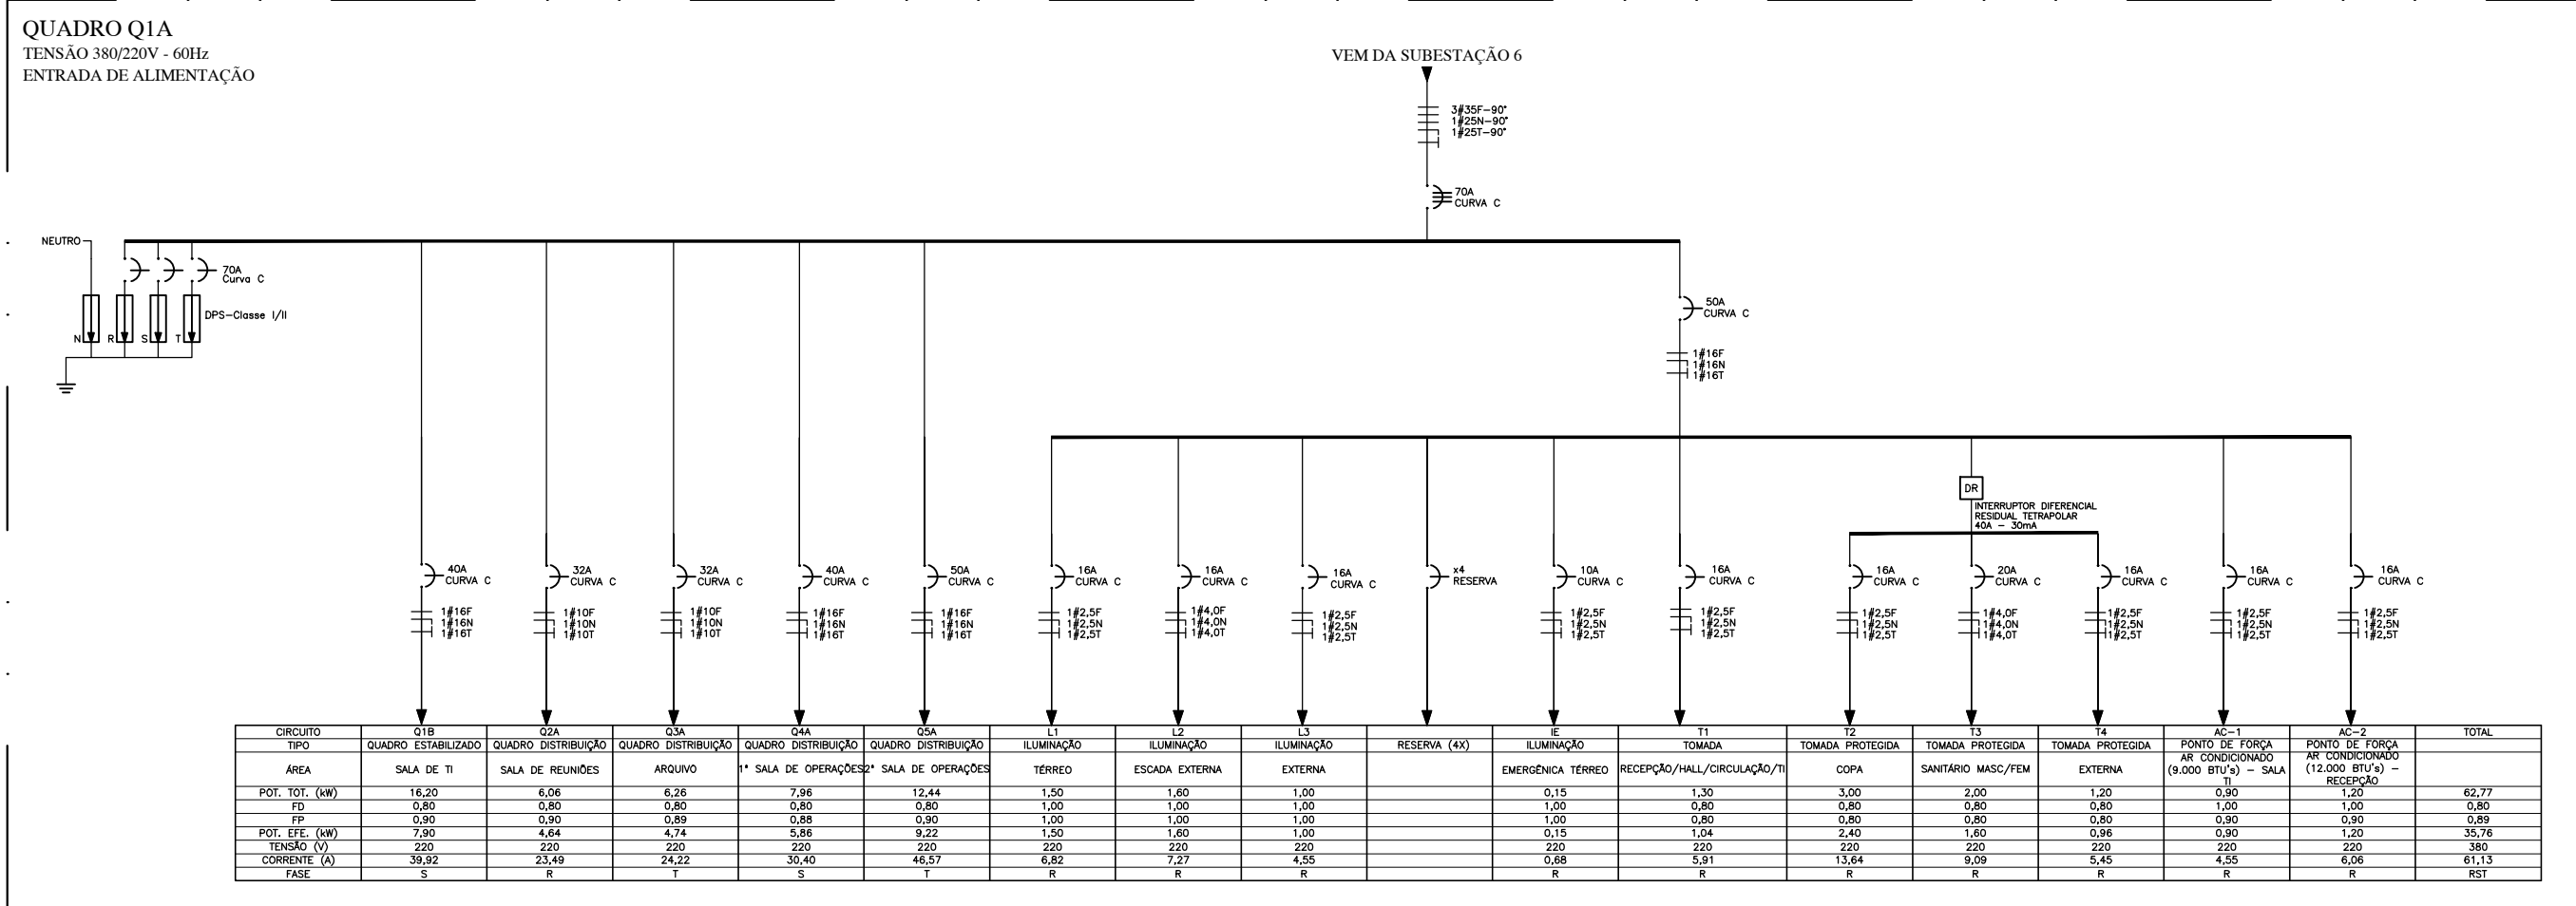 QUADRO Q1A
TENSÃO 380/220V - 60Hz
ENTRADA DE ALIMENTAÇÃO
VEM DA SUBESTAÇÃO 6
3#35F-90°
1#25N-90°
1#25T-90°
70A
CURVA C
NEUTRO
70A
Curva C
DPS-Classe I/II
N R S T
50A
CURVA C
1#16F
1#16N
1#16T
DR
INTERRUPTOR DIFERENCIAL
RESIDUAL TETRAPOLAR
40A - 30mA
40A
CURVA C
1#16F
1#16N
1#16T
32A
CURVA C
1#10F
1#10N
1#10T
32A
CURVA C
1#10F
1#10N
1#10T
40A
CURVA C
1#16F
1#16N
1#16T
50A
CURVA C
1#16F
1#16N
1#16T
16A
CURVA C
1#2,5F
1#2,5N
1#2,5T
16A
CURVA C
1#4,0F
1#4,0N
1#4,0T
16A
CURVA C
1#2,5F
1#2,5N
1#2,5T
x4
RESERVA
10A
CURVA C
1#2,5F
1#2,5N
1#2,5T
16A
CURVA C
1#2,5F
1#2,5N
1#2,5T
16A
CURVA C
1#2,5F
1#2,5N
1#2,5T
20A
CURVA C
1#4,0F
1#4,0N
1#4,0T
16A
CURVA C
1#2,5F
1#2,5N
1#2,5T
16A
CURVA C
1#2,5F
1#2,5N
1#2,5T
16A
CURVA C
1#2,5F
1#2,5N
1#2,5T
CIRCUITO Q1B Q2A Q3A Q4A Q5A L1 L2 L3 IE T1 T2 T3 T4 AC-1 AC-2 TOTAL
TIPO QUADRO ESTABILIZADO QUADRO DISTRIBUIÇÃO QUADRO DISTRIBUIÇÃO QUADRO DISTRIBUIÇÃO QUADRO DISTRIBUIÇÃO ILUMINAÇÃO ILUMINAÇÃO ILUMINAÇÃO RESERVA (4X) ILUMINAÇÃO TOMADA TOMADA PROTEGIDA TOMADA PROTEGIDA TOMADA PROTEGIDA PONTO DE FORÇA PONTO DE FORÇA
ÁREA SALA DE TI SALA DE REUNIÕES ARQUIVO 1ª SALA DE OPERAÇÕES 2ª SALA DE OPERAÇÕES TÉRREO ESCADA EXTERNA EXTERNA EMERGÊNICA TÉRREO RECEPÇÃO/HALL/CIRCULAÇÃO/TI COPA SANITÁRIO MASC/FEM EXTERNA AR CONDICIONADO (9.000 BTU's) - SALA TI AR CONDICIONADO (12.000 BTU's) - RECEPÇÃO
POT. TOT. (kW) 16,20 6,06 6,26 7,96 12,44 1,50 1,60 1,00 0,15 1,30 3,00 2,00 1,20 0,90 1,20 62,77
FD 0,80 0,80 0,80 0,80 0,80 1,00 1,00 1,00 1,00 0,80 0,80 0,80 0,80 1,00 1,00 0,80
FP 0,90 0,90 0,89 0,88 0,90 1,00 1,00 1,00 1,00 0,80 0,80 0,80 0,80 0,90 0,90 0,89
POT. EFE. (kW) 7,90 4,64 4,74 5,86 9,22 1,50 1,60 1,00 0,15 1,04 2,40 1,60 0,96 0,90 1,20 35,76
TENSÃO (V) 220 220 220 220 220 220 220 220 220 220 220 220 220 220 220 380
CORRENTE (A) 39,92 23,49 24,22 30,40 46,57 6,82 7,27 4,55 0,68 5,91 13,64 9,09 5,45 4,55 6,06 61,13
FASE S R T S T R R R R R R R R R R RST